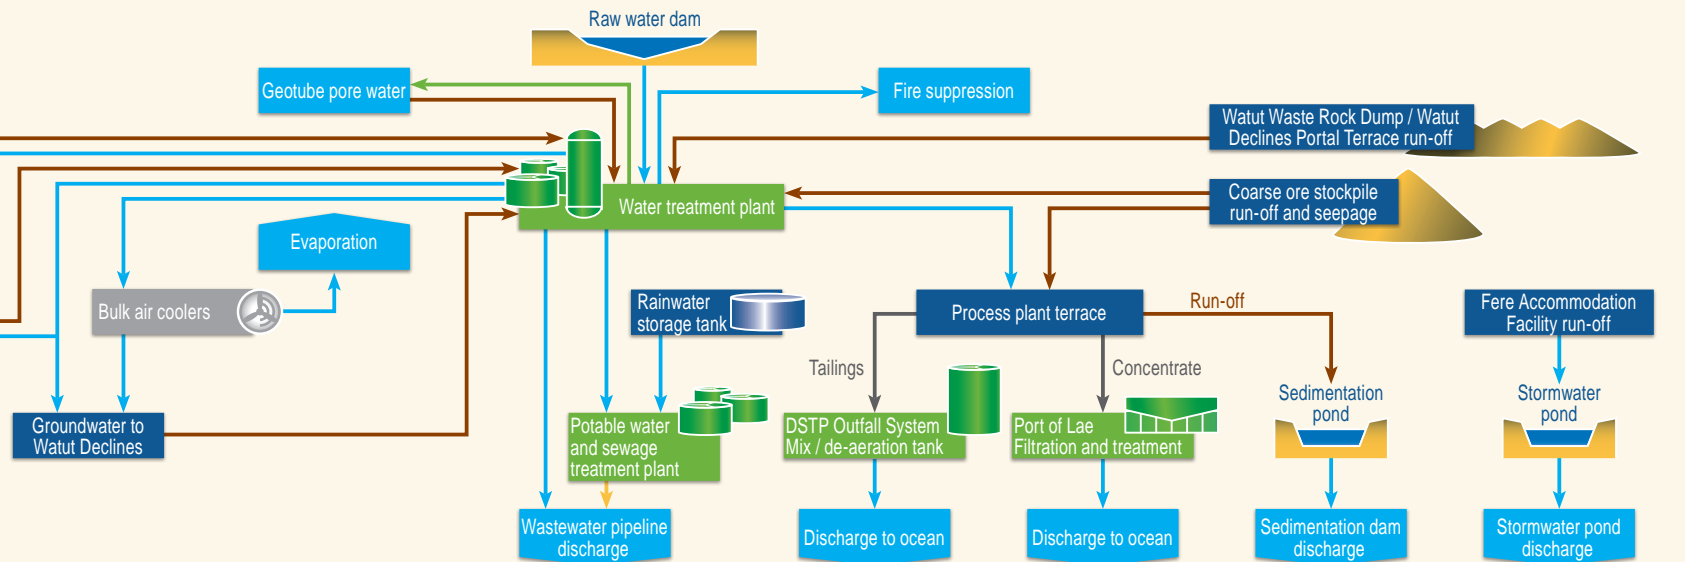 Raw water dam
Geotube pore water
Fire suppression
Watut Waste Rock Dump / Watut
Declines Portal Terrace run-off
Water treatment plant
Coarse ore stockpile
run-off and seepage
Evaporation
Bulk air coolers
Rainwater
storage tank
Process plant terrace
Run-off
Fere Accommodation
Facility run-off
Tailings
Concentrate
Sedimentation
pond
Stormwater
pond
Groundwater to
Watut Declines
Potable water
and sewage
treatment plant
DSTP Outfall System
Mix / de-aeration tank
Port of Lae
Filtration and treatment
Wastewater pipeline
discharge
Discharge to ocean
Discharge to ocean
Sedimentation dam
discharge
Stormwater pond
discharge